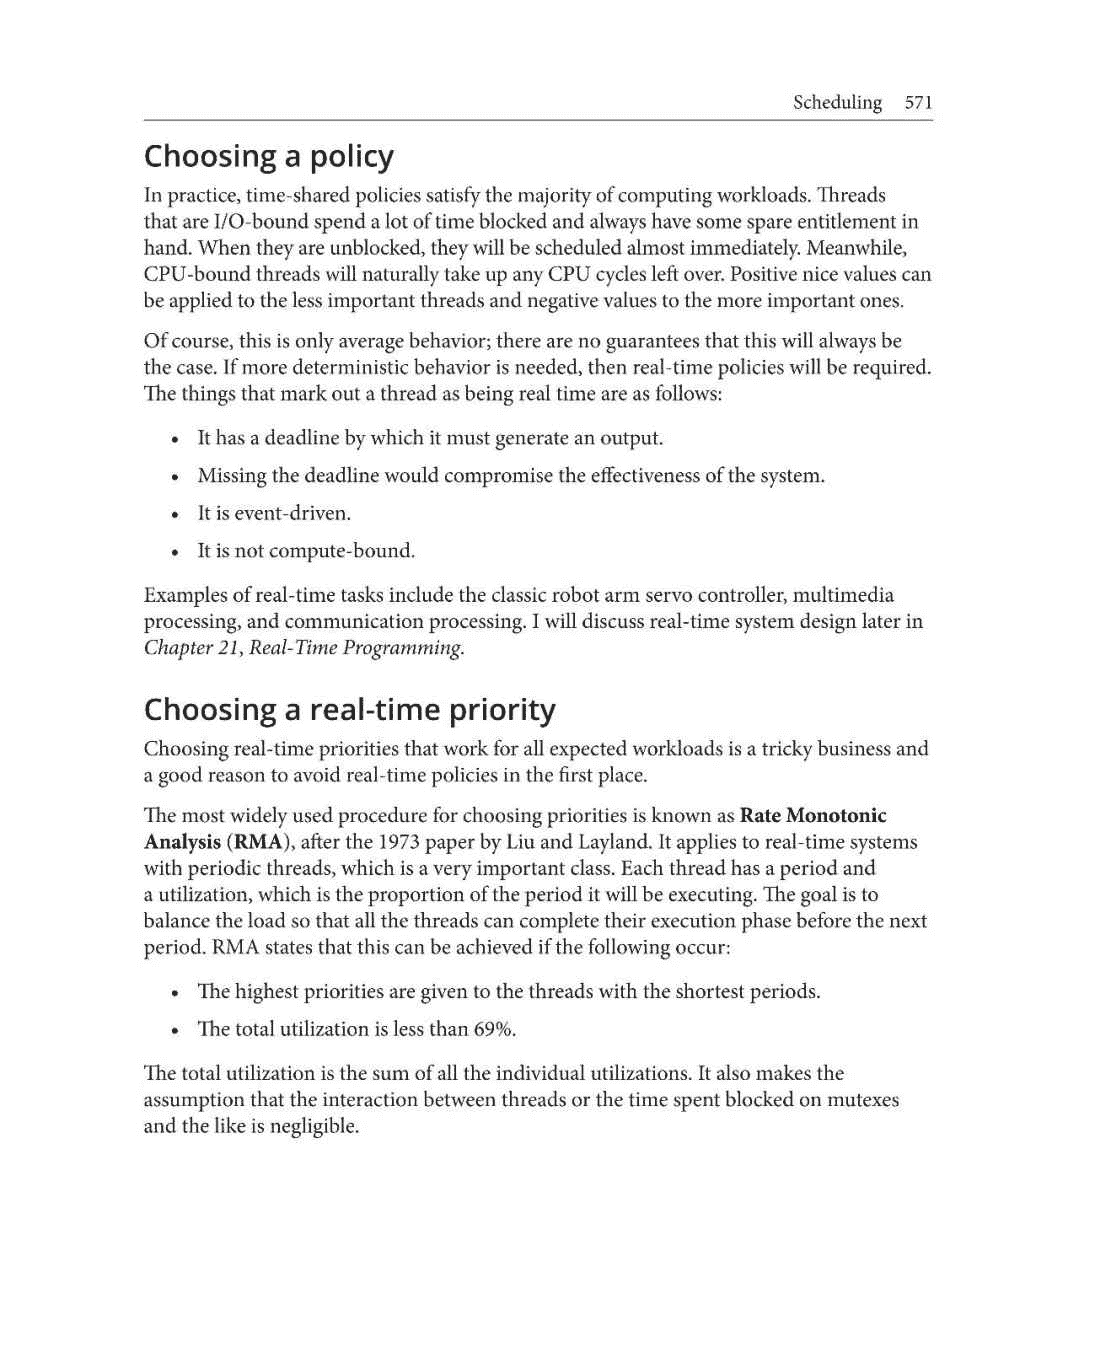 Scheduling 571
Choosing a policy
In practice, time-shared policies satisfy the majority of computing workloads. Threads
that are I/O-bound spend a lot of time blocked and always have some spare entitlement in
hand. When they are unblocked, they will be scheduled almost immediately. Meanwhile,
CPU-bound threads will naturally take up any CPU cycles left over. Positive nice values can
be applied to the less important threads and negative values to the more important ones.
Of course, this is only average behavior; there are no guarantees that this will always be
the case. If more deterministic behavior is needed, then real-time policies will be required.
The things that mark out a thread as being real time are as follows:
• It has a deadline by which it must generate an output.
• Missing the deadline would compromise the effectiveness of the system.
• It is event-driven.
• It is not compute-bound.
Examples of real-time tasks include the classic robot arm servo controller, multimedia
processing, and communication processing. I will discuss real-time system design later in
Chapter 21, Real-Time Programming.
Choosing a real-time priority
Choosing real-time priorities that work for all expected workloads is a tricky business and
a good reason to avoid real-time policies in the first place.
The most widely used procedure for choosing priorities is known as Rate Monotonic
Analysis (RMA), after the 1973 paper by Liu and Layland. It applies to real-time systems
with periodic threads, which is a very important class. Each thread has a period and
a utilization, which is the proportion of the period it will be executing. The goal is to
balance the load so that all the threads can complete their execution phase before the next
period. RMA states that this can be achieved if the following occur:
• The highest priorities are given to the threads with the shortest periods.
• The total utilization is less than 69%.
The total utilization is the sum of all the individual utilizations. It also makes the
assumption that the interaction between threads or the time spent blocked on mutexes
and the like is negligible.